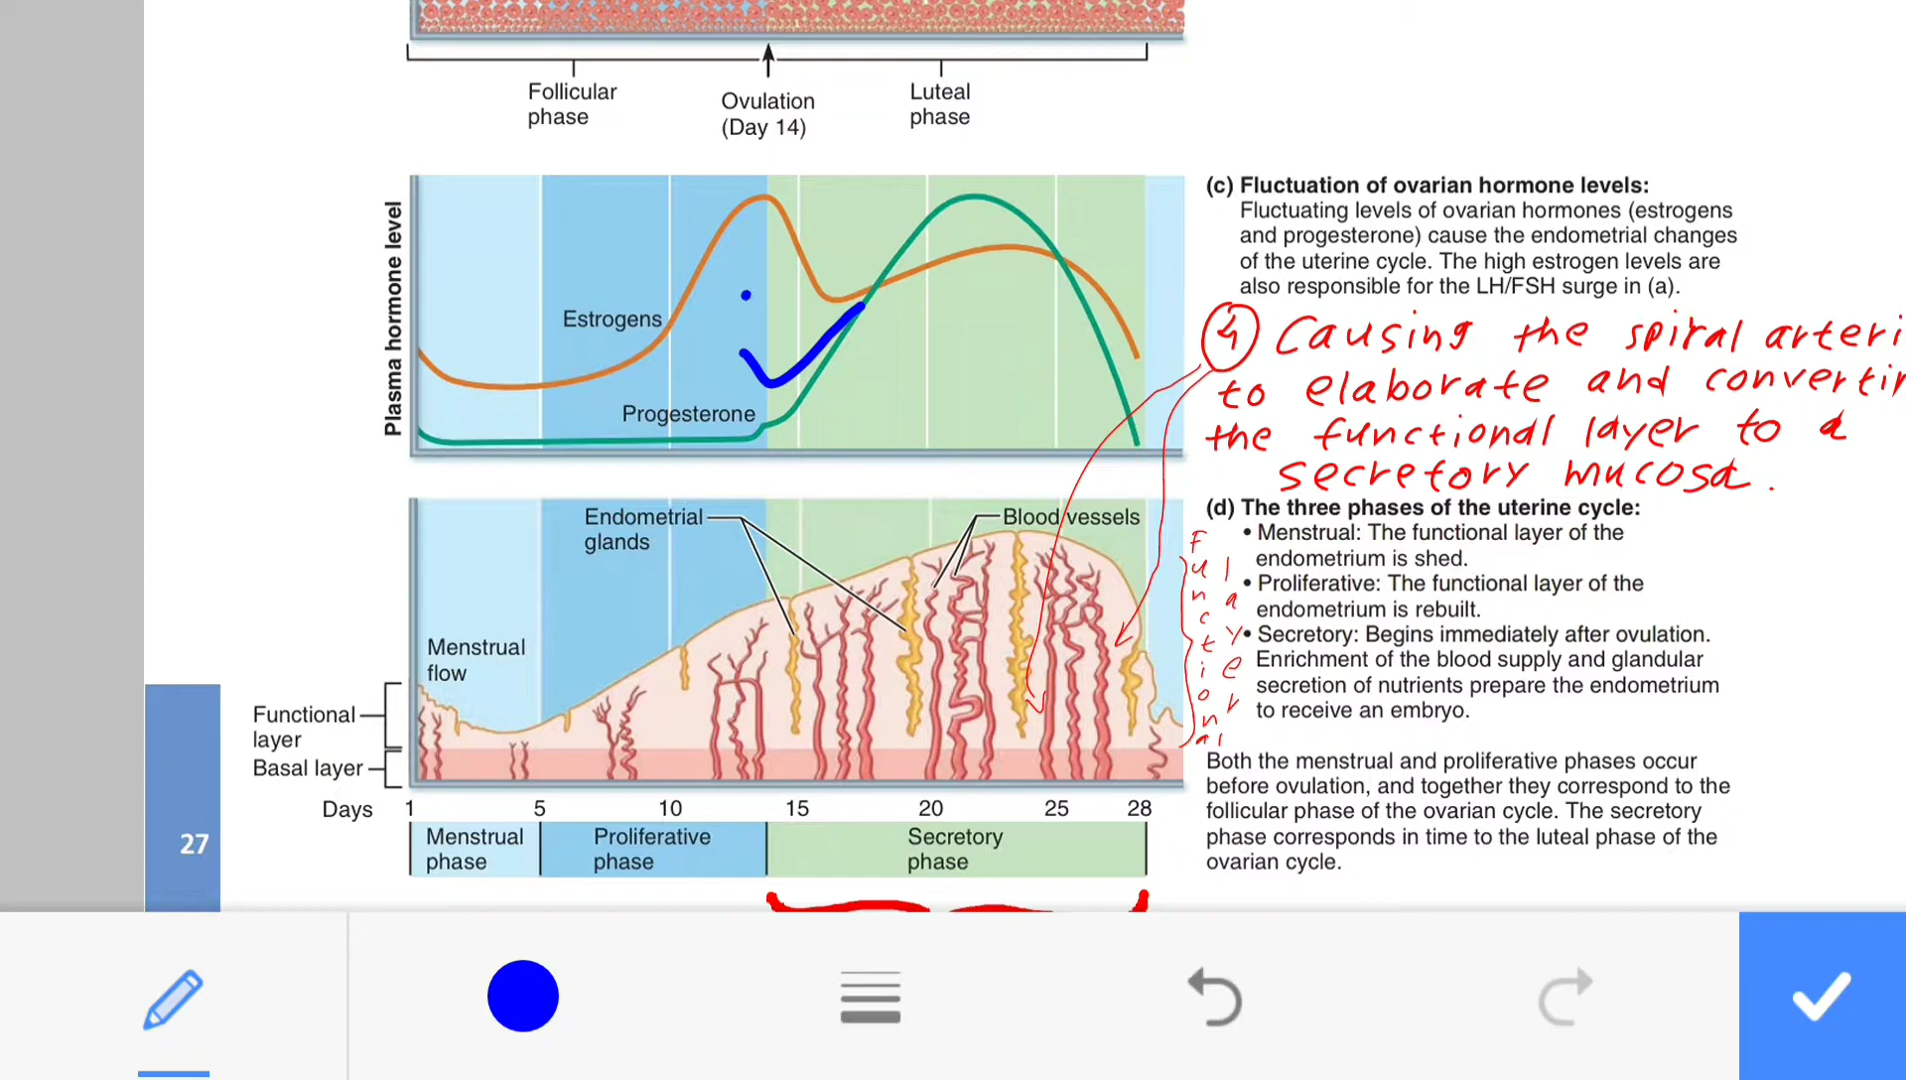 Follicular
phase
Ovulation
(Day 14)
Luteal
phase
Plasma hormone level
Estrogens
Progesterone
(c) Fluctuation of ovarian hormone levels:
Fluctuating levels of ovarian hormones (estrogens
and progesterone) cause the endometrial changes
of the uterine cycle. The high estrogen levels are
also responsible for the LH/FSH surge in (a).
4 Causing the spiral arteri
to elaborate and convertin
the functional layer to a
secretory mucosa.
Endometrial
glands
Blood vessels
Menstrual
flow
Functional
layer
Basal layer
Functional
layer
(d) The three phases of the uterine cycle:
• Menstrual: The functional layer of the
endometrium is shed.
• Proliferative: The functional layer of the
endometrium is rebuilt.
• Secretory: Begins immediately after ovulation.
Enrichment of the blood supply and glandular
secretion of nutrients prepare the endometrium
to receive an embryo.
Both the menstrual and proliferative phases occur
before ovulation, and together they correspond to the
follicular phase of the ovarian cycle. The secretory
phase corresponds in time to the luteal phase of the
ovarian cycle.
Days 1 5 10 15 20 25 28
Menstrual
phase
Proliferative
phase
Secretory
phase
27